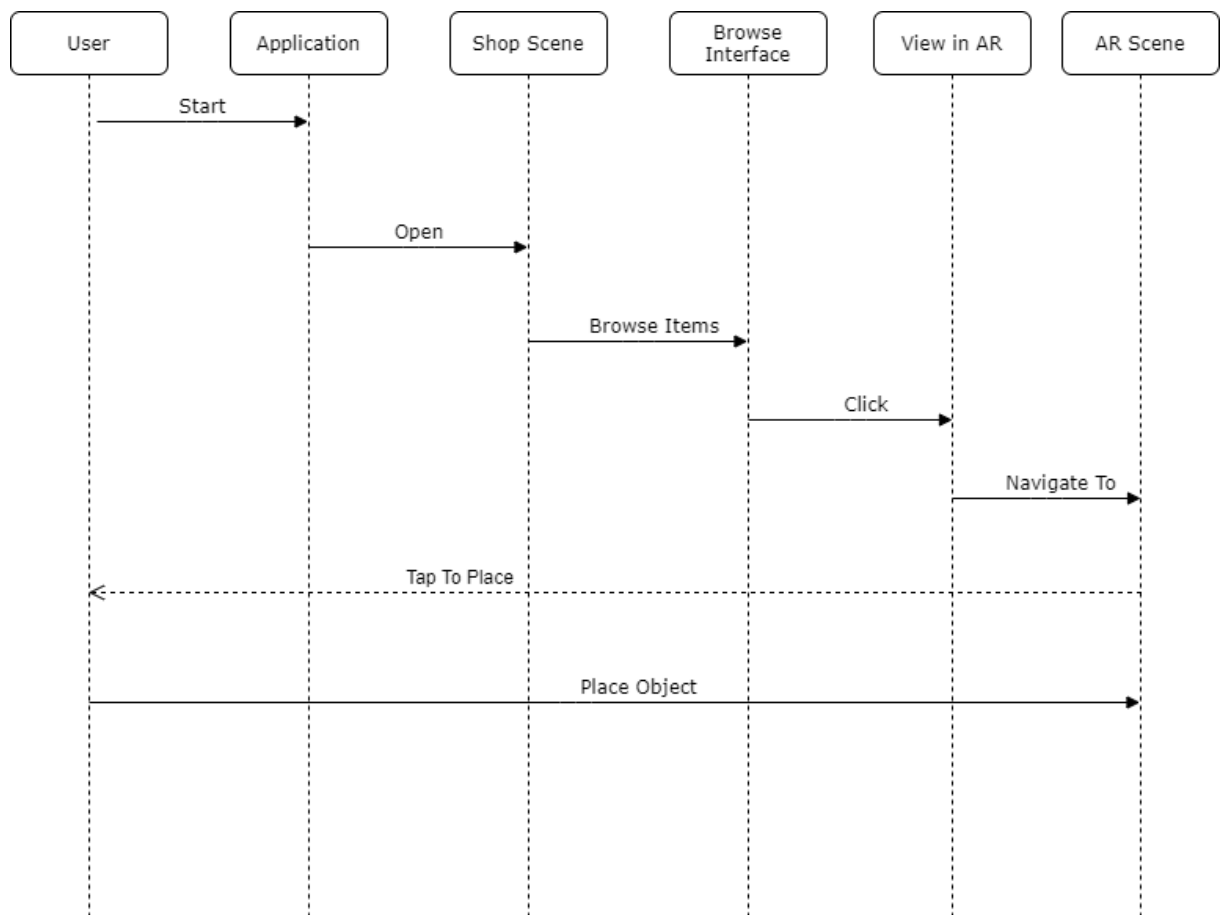 User
Application
Shop Scene
Browse
Interface
View in AR
AR Scene
Start
Open
Browse Items
Click
Navigate To
Tap To Place
Place Object